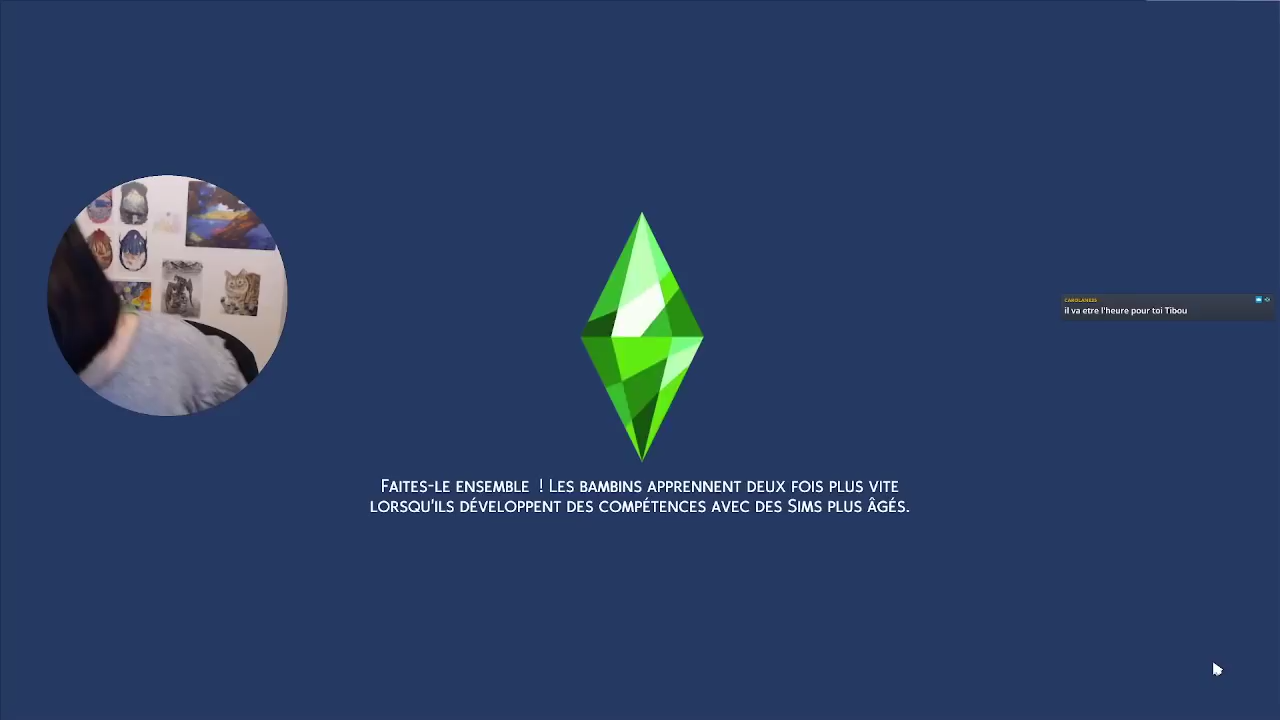 CAROLANE25
il va etre l'heure pour toi Tibou
FAITES-LE ENSEMBLE ! LES BAMBINS APPRENNENT DEUX FOIS PLUS VITE
LORSQU'ILS DÉVELOPPENT DES COMPÉTENCES AVEC DES SIMS PLUS ÂGÉS.